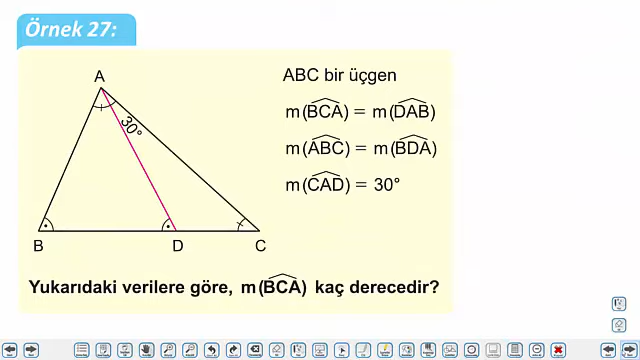 Örnek 27:
A
30°
B
D
C
ABC bir üçgen
m(BCA) = m(DAB)
m(ABC) = m(BDA)
m(CAD) = 30°
Yukarıdaki verilere göre, m(BCA) kaç derecedir?